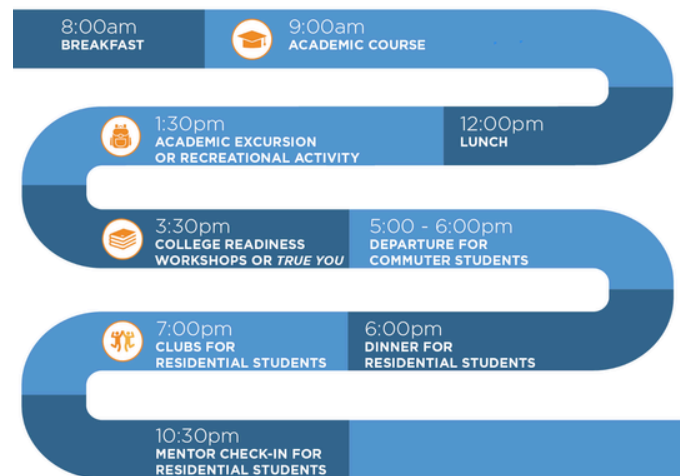 8:00am
BREAKFAST
9:00am
ACADEMIC COURSE
12:00pm
LUNCH
1:30pm
ACADEMIC EXCURSION
OR RECREATIONAL ACTIVITY
3:30pm
COLLEGE READINESS
WORKSHOPS OR TRUE YOU
5:00 - 6:00pm
DEPARTURE FOR
COMMUTER STUDENTS
6:00pm
DINNER FOR
RESIDENTIAL STUDENTS
7:00pm
CLUBS FOR
RESIDENTIAL STUDENTS
10:30pm
MENTOR CHECK-IN FOR
RESIDENTIAL STUDENTS